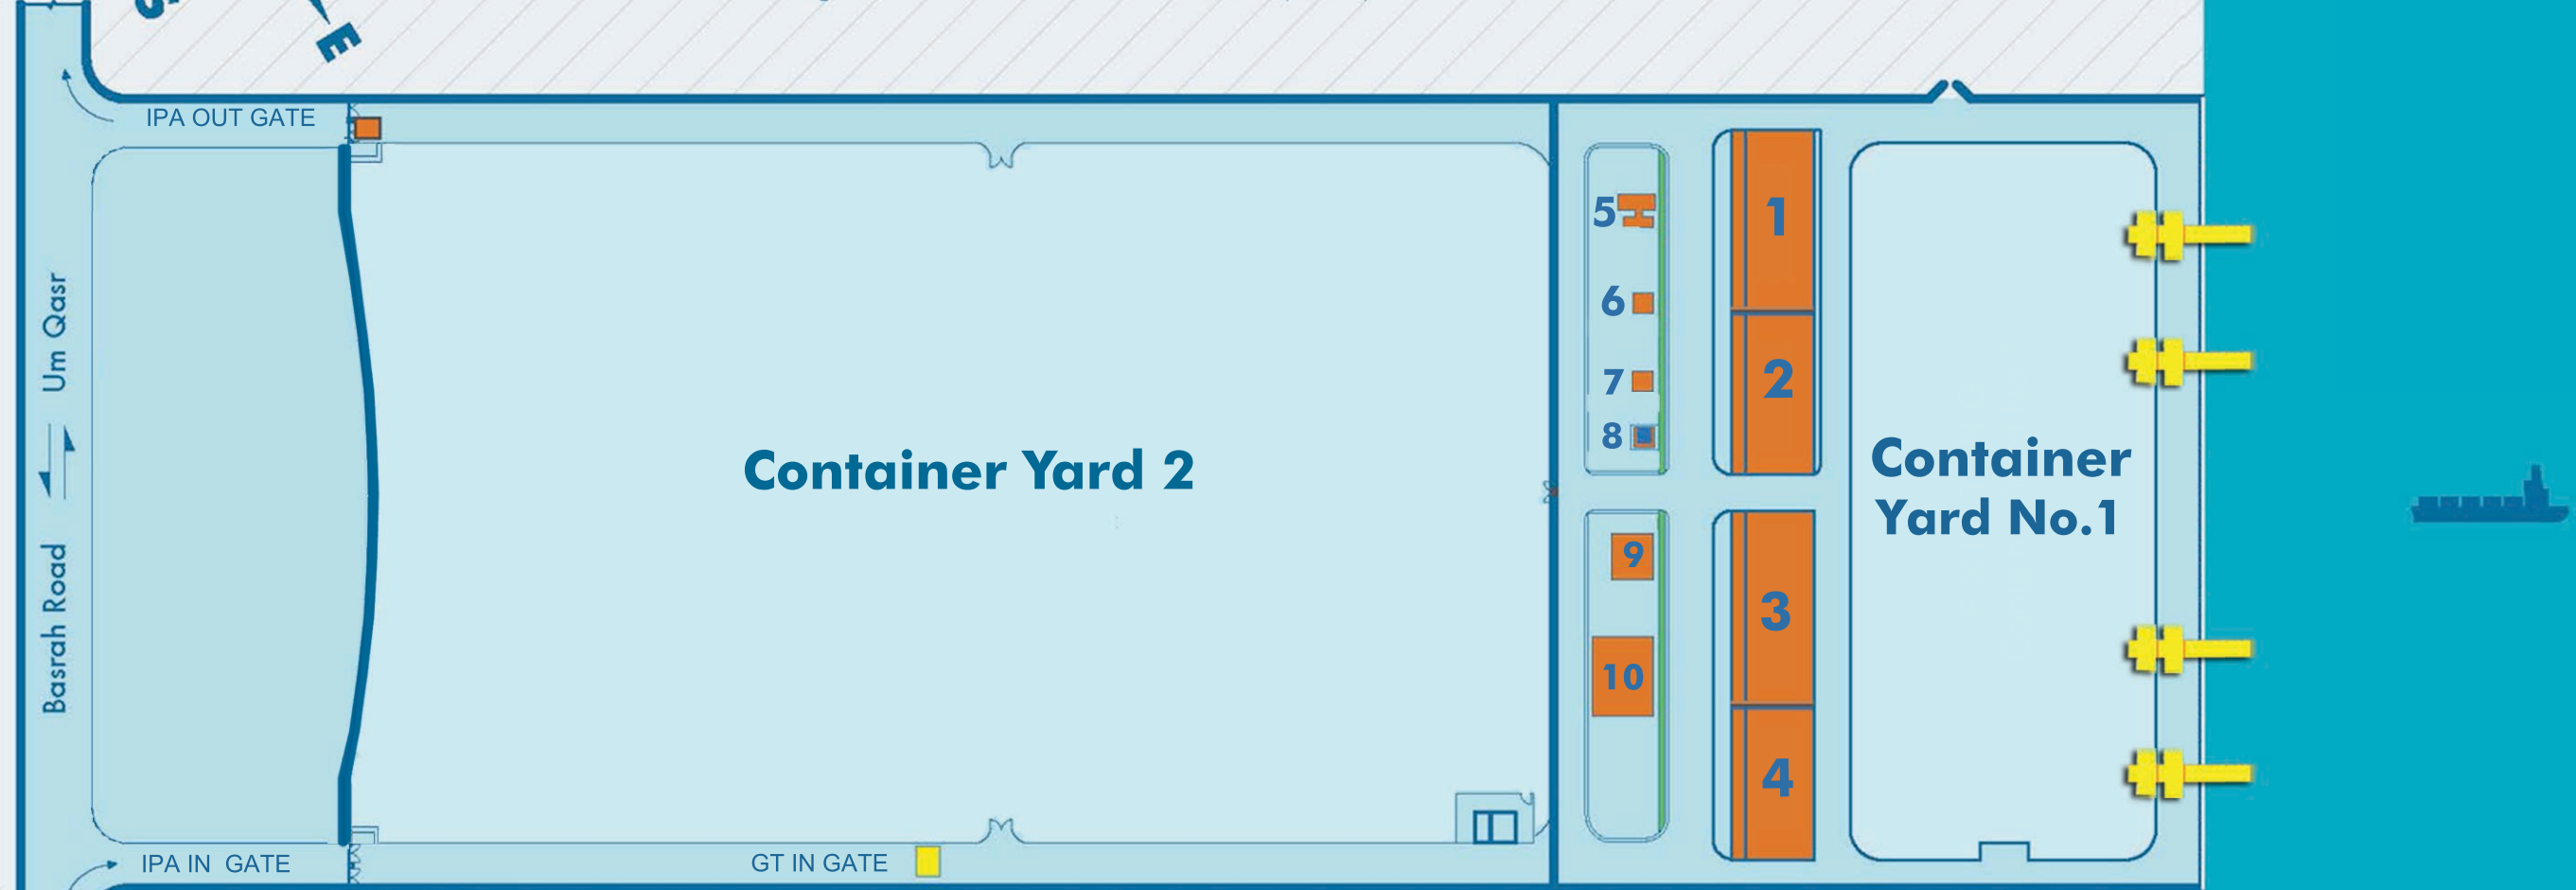 E
IPA OUT GATE
Um Qasr
Basrah Road
Container Yard 2
5
6
7
8
9
10
1
2
3
4
Container
Yard No.1
IPA IN GATE
GT IN GATE